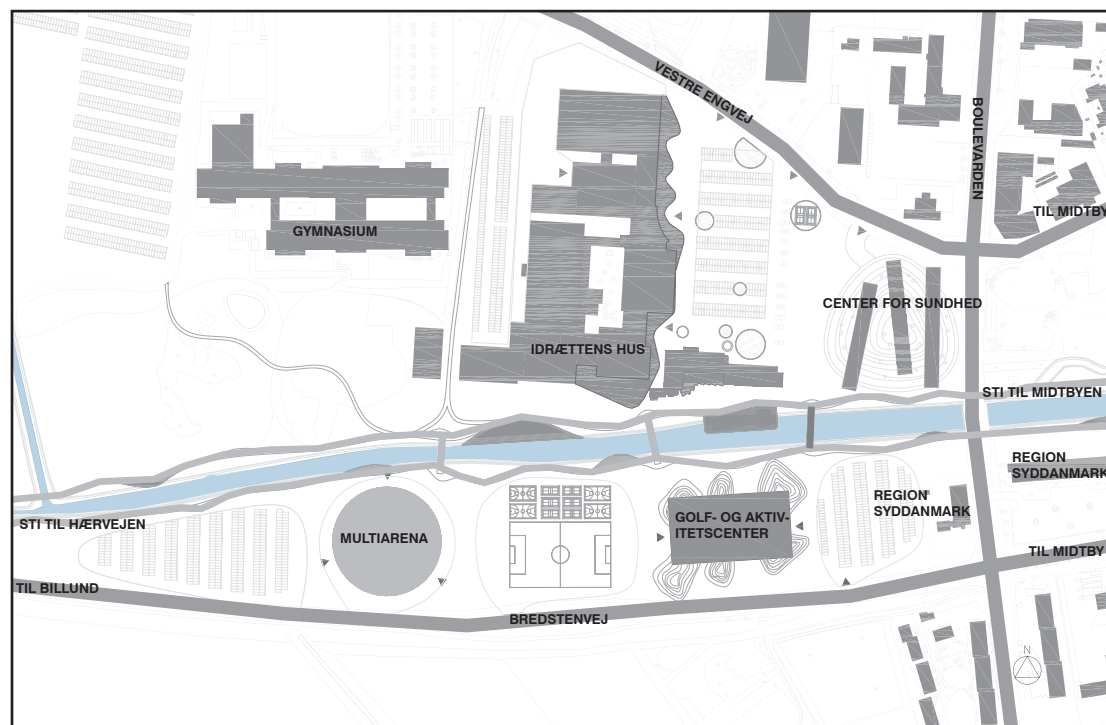 VESTRE ENGVEJ
BOULEVARDEN
TIL MIDTBY
GYMNASIUM
CENTER FOR SUNDHED
IDRÆTTENS HUS
STI TIL MIDTBYEN
REGION
SYDDANMARK
REGION
SYDDANMARK
STI TIL HÆRVEJEN
MULTIARENA
GOLF- OG AKTIV-
ITETSCENTER
TIL MIDTBY
TIL BILLUND
BREDSTENVEJ
N